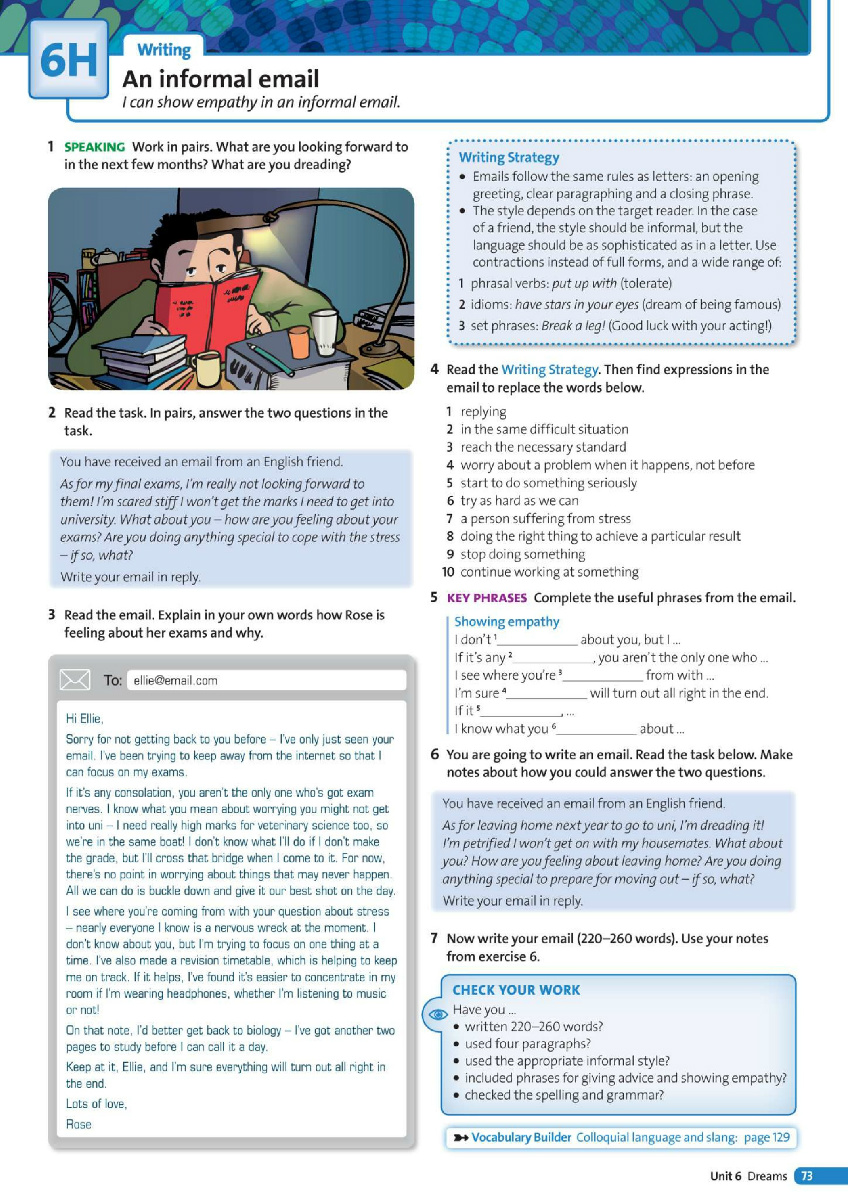 6H
Writing
An informal email
I can show empathy in an informal email.
1 SPEAKING Work in pairs. What are you looking forward to
in the next few months? What are you dreading?
2 Read the task. In pairs, answer the two questions in the
task.
You have received an email from an English friend.
As for my final exams, I'm really not looking forward to
them! I'm scared stiff I won't get the marks I need to get into
university. What about you – how are you feeling about your
exams? Are you doing anything special to cope with the stress
– if so, what?
Write your email in reply.
3 Read the email. Explain in your own words how Rose is
feeling about her exams and why.
To: ellie@email.com
Hi Ellie,
Sorry for not getting back to you before – I've only just seen your
email. I've been trying to keep away from the internet so that I
can focus on my exams.
If it's any consolation, you aren't the only one who's got exam
nerves. I know what you mean about worrying you might not get
into uni – I need really high marks for veterinary science too, so
we're in the same boat! I don't know what I'll do if I don't make
the grade, but I'll cross that bridge when I come to it. For now,
there's no point in worrying about things that may never happen.
All we can do is buckle down and give it our best shot on the day.
I see where you're coming from with your question about stress
– nearly everyone I know is a nervous wreck at the moment. I
don't know about you, but I'm trying to focus on one thing at a
time. I've also made a revision timetable, which is helping to keep
me on track. If it helps, I've found it's easier to concentrate in my
room if I'm wearing headphones, whether I'm listening to music
or not!
On that note, I'd better get back to biology – I've got another two
pages to study before I can call it a day.
Keep at it, Ellie, and I'm sure everything will turn out all right in
the end.
Lots of love,
Rose
Writing Strategy
• Emails follow the same rules as letters: an opening
greeting, clear paragraphing and a closing phrase.
• The style depends on the target reader. In the case
of a friend, the style should be informal, but the
language should be as sophisticated as in a letter. Use
contractions instead of full forms, and a wide range of:
1 phrasal verbs: put up with (tolerate)
2 idioms: have stars in your eyes (dream of being famous)
3 set phrases: Break a leg! (Good luck with your acting!)
4 Read the Writing Strategy. Then find expressions in the
email to replace the words below.
1 replying
2 in the same difficult situation
3 reach the necessary standard
4 worry about a problem when it happens, not before
5 start to do something seriously
6 try as hard as we can
7 a person suffering from stress
8 doing the right thing to achieve a particular result
9 stop doing something
10 continue working at something
5 KEY PHRASES Complete the useful phrases from the email.
Showing empathy
I don't 1____________ about you, but I ...
If it's any 2____________, you aren't the only one who ...
I see where you're 3____________ from with ...
I'm sure 4____________ will turn out all right in the end.
If it 5____________, ...
I know what you 6____________ about ...
6 You are going to write an email. Read the task below. Make
notes about how you could answer the two questions.
You have received an email from an English friend.
As for leaving home next year to go to uni, I'm dreading it!
I'm petrified I won't get on with my housemates. What about
you? How are you feeling about leaving home? Are you doing
anything special to prepare for moving out – if so, what?
Write your email in reply.
7 Now write your email (220–260 words). Use your notes
from exercise 6.
CHECK YOUR WORK
Have you ...
• written 220–260 words?
• used four paragraphs?
• used the appropriate informal style?
• included phrases for giving advice and showing empathy?
• checked the spelling and grammar?
Vocabulary Builder Colloquial language and slang: page 129
Unit 6 Dreams 73